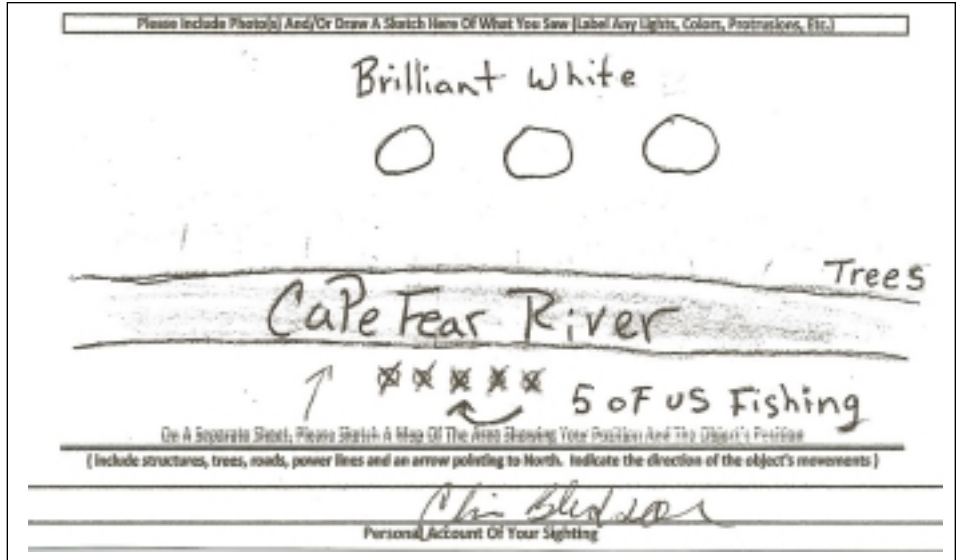 Please Include Photo(s) And/Or Draw A Sketch Here Of What You Saw (Label Any Lights, Colors, Protrusions, Etc.)
Brilliant White
Trees
CaPe Fear River
5 oF us Fishing
On A Separate Sheet, Please Sketch A Map Of The Area Showing Your Position And The Object's Position
(Include structures, trees, roads, power lines and an arrow pointing to North. Indicate the direction of the object's movements)
Chris Bledsoe
Personal Account Of Your Sighting